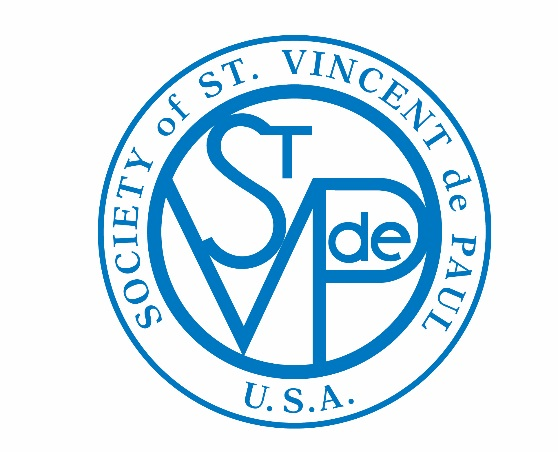 SOCIETY of ST. VINCENT de PAUL
ST
V de P
U.S.A.